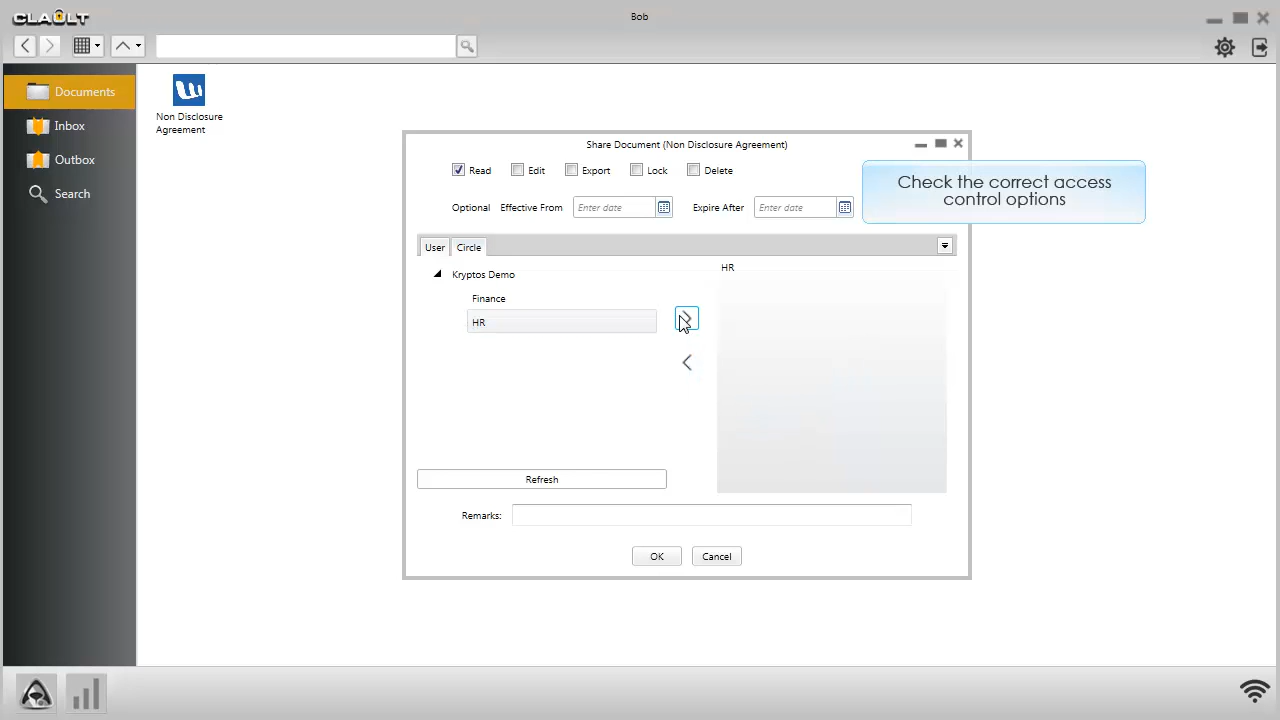 CLAULT
Bob
Documents
Inbox
Outbox
Search
Non Disclosure
Agreement
Share Document (Non Disclosure Agreement)
Read
Edit
Export
Lock
Delete
Optional
Effective From
Enter date
Expire After
Enter date
Check the correct access
control options
User
Circle
Kryptos Demo
Finance
HR
HR
Refresh
Remarks:
OK
Cancel